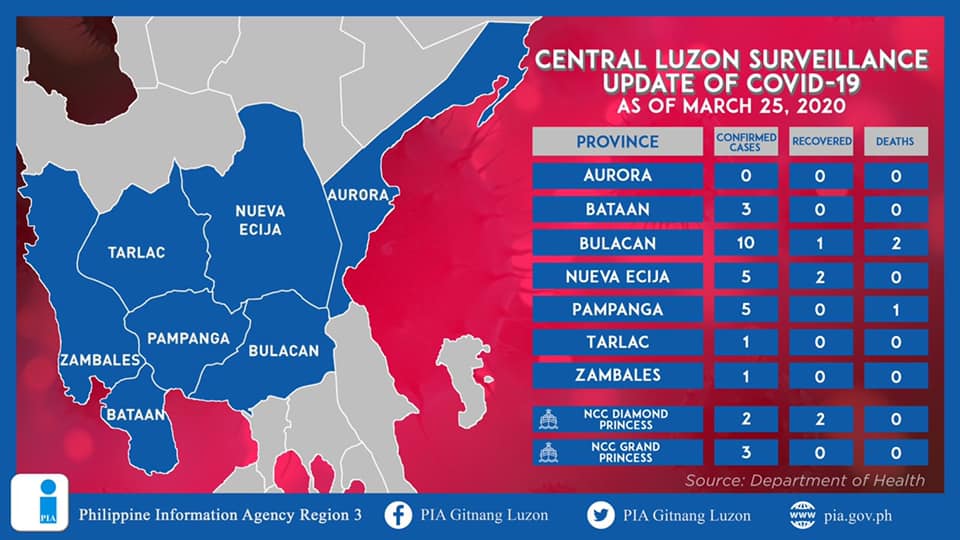 CENTRAL LUZON SURVEILLANCE
UPDATE OF COVID-19
AS OF MARCH 25, 2020
PROVINCE CONFIRMED CASES RECOVERED DEATHS
AURORA 0 0 0
BATAAN 3 0 0
BULACAN 10 1 2
NUEVA ECIJA 5 2 0
PAMPANGA 5 0 1
TARLAC 1 0 0
ZAMBALES 1 0 0
NCC DIAMOND PRINCESS 2 2 0
NCC GRAND PRINCESS 3 0 0
Source: Department of Health
AURORA
NUEVA
ECIJA
TARLAC
PAMPANGA
BULACAN
ZAMBALES
BATAAN
i
PIA
Philippine Information Agency Region 3
f
PIA Gitnang Luzon
PIA Gitnang Luzon
www
pia.gov.ph